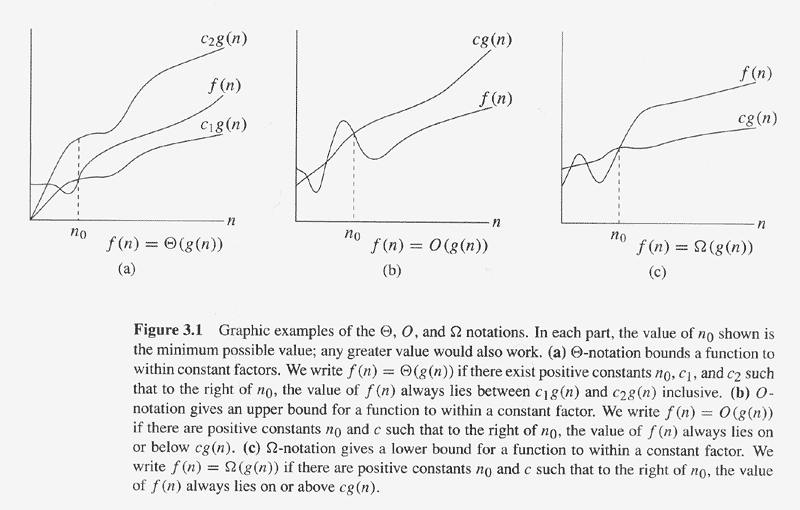 c₂g(n)
f(n)
c₁g(n)
n
n₀
f(n) = Θ(g(n))
(a)
cg(n)
f(n)
n
n₀
f(n) = O(g(n))
(b)
f(n)
cg(n)
n
n₀
f(n) = Ω(g(n))
(c)
Figure 3.1 Graphic examples of the Θ, O, and Ω notations. In each part, the value of n₀ shown is
the minimum possible value; any greater value would also work. (a) Θ-notation bounds a function to
within constant factors. We write f(n) = Θ(g(n)) if there exist positive constants n₀, c₁, and c₂ such
that to the right of n₀, the value of f(n) always lies between c₁g(n) and c₂g(n) inclusive. (b) O-
notation gives an upper bound for a function to within a constant factor. We write f(n) = O(g(n))
if there are positive constants n₀ and c such that to the right of n₀, the value of f(n) always lies on
or below cg(n). (c) Ω-notation gives a lower bound for a function to within a constant factor. We
write f(n) = Ω(g(n)) if there are positive constants n₀ and c such that to the right of n₀, the value
of f(n) always lies on or above cg(n).